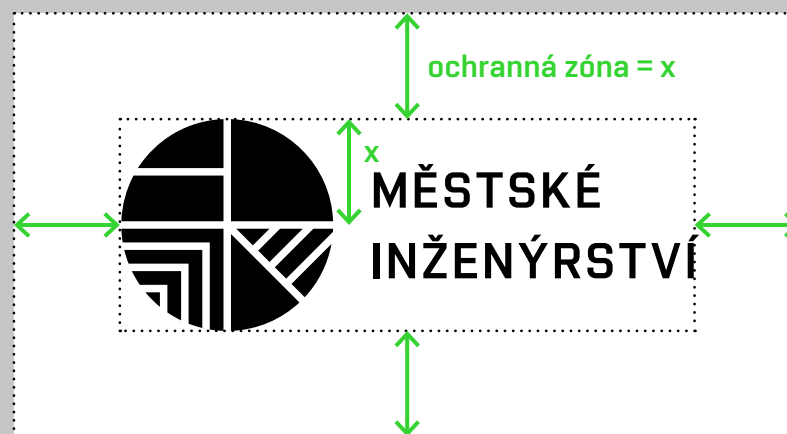 ochranná zóna = x
x
MĚSTSKÉ
INŽENÝRSTVÍ